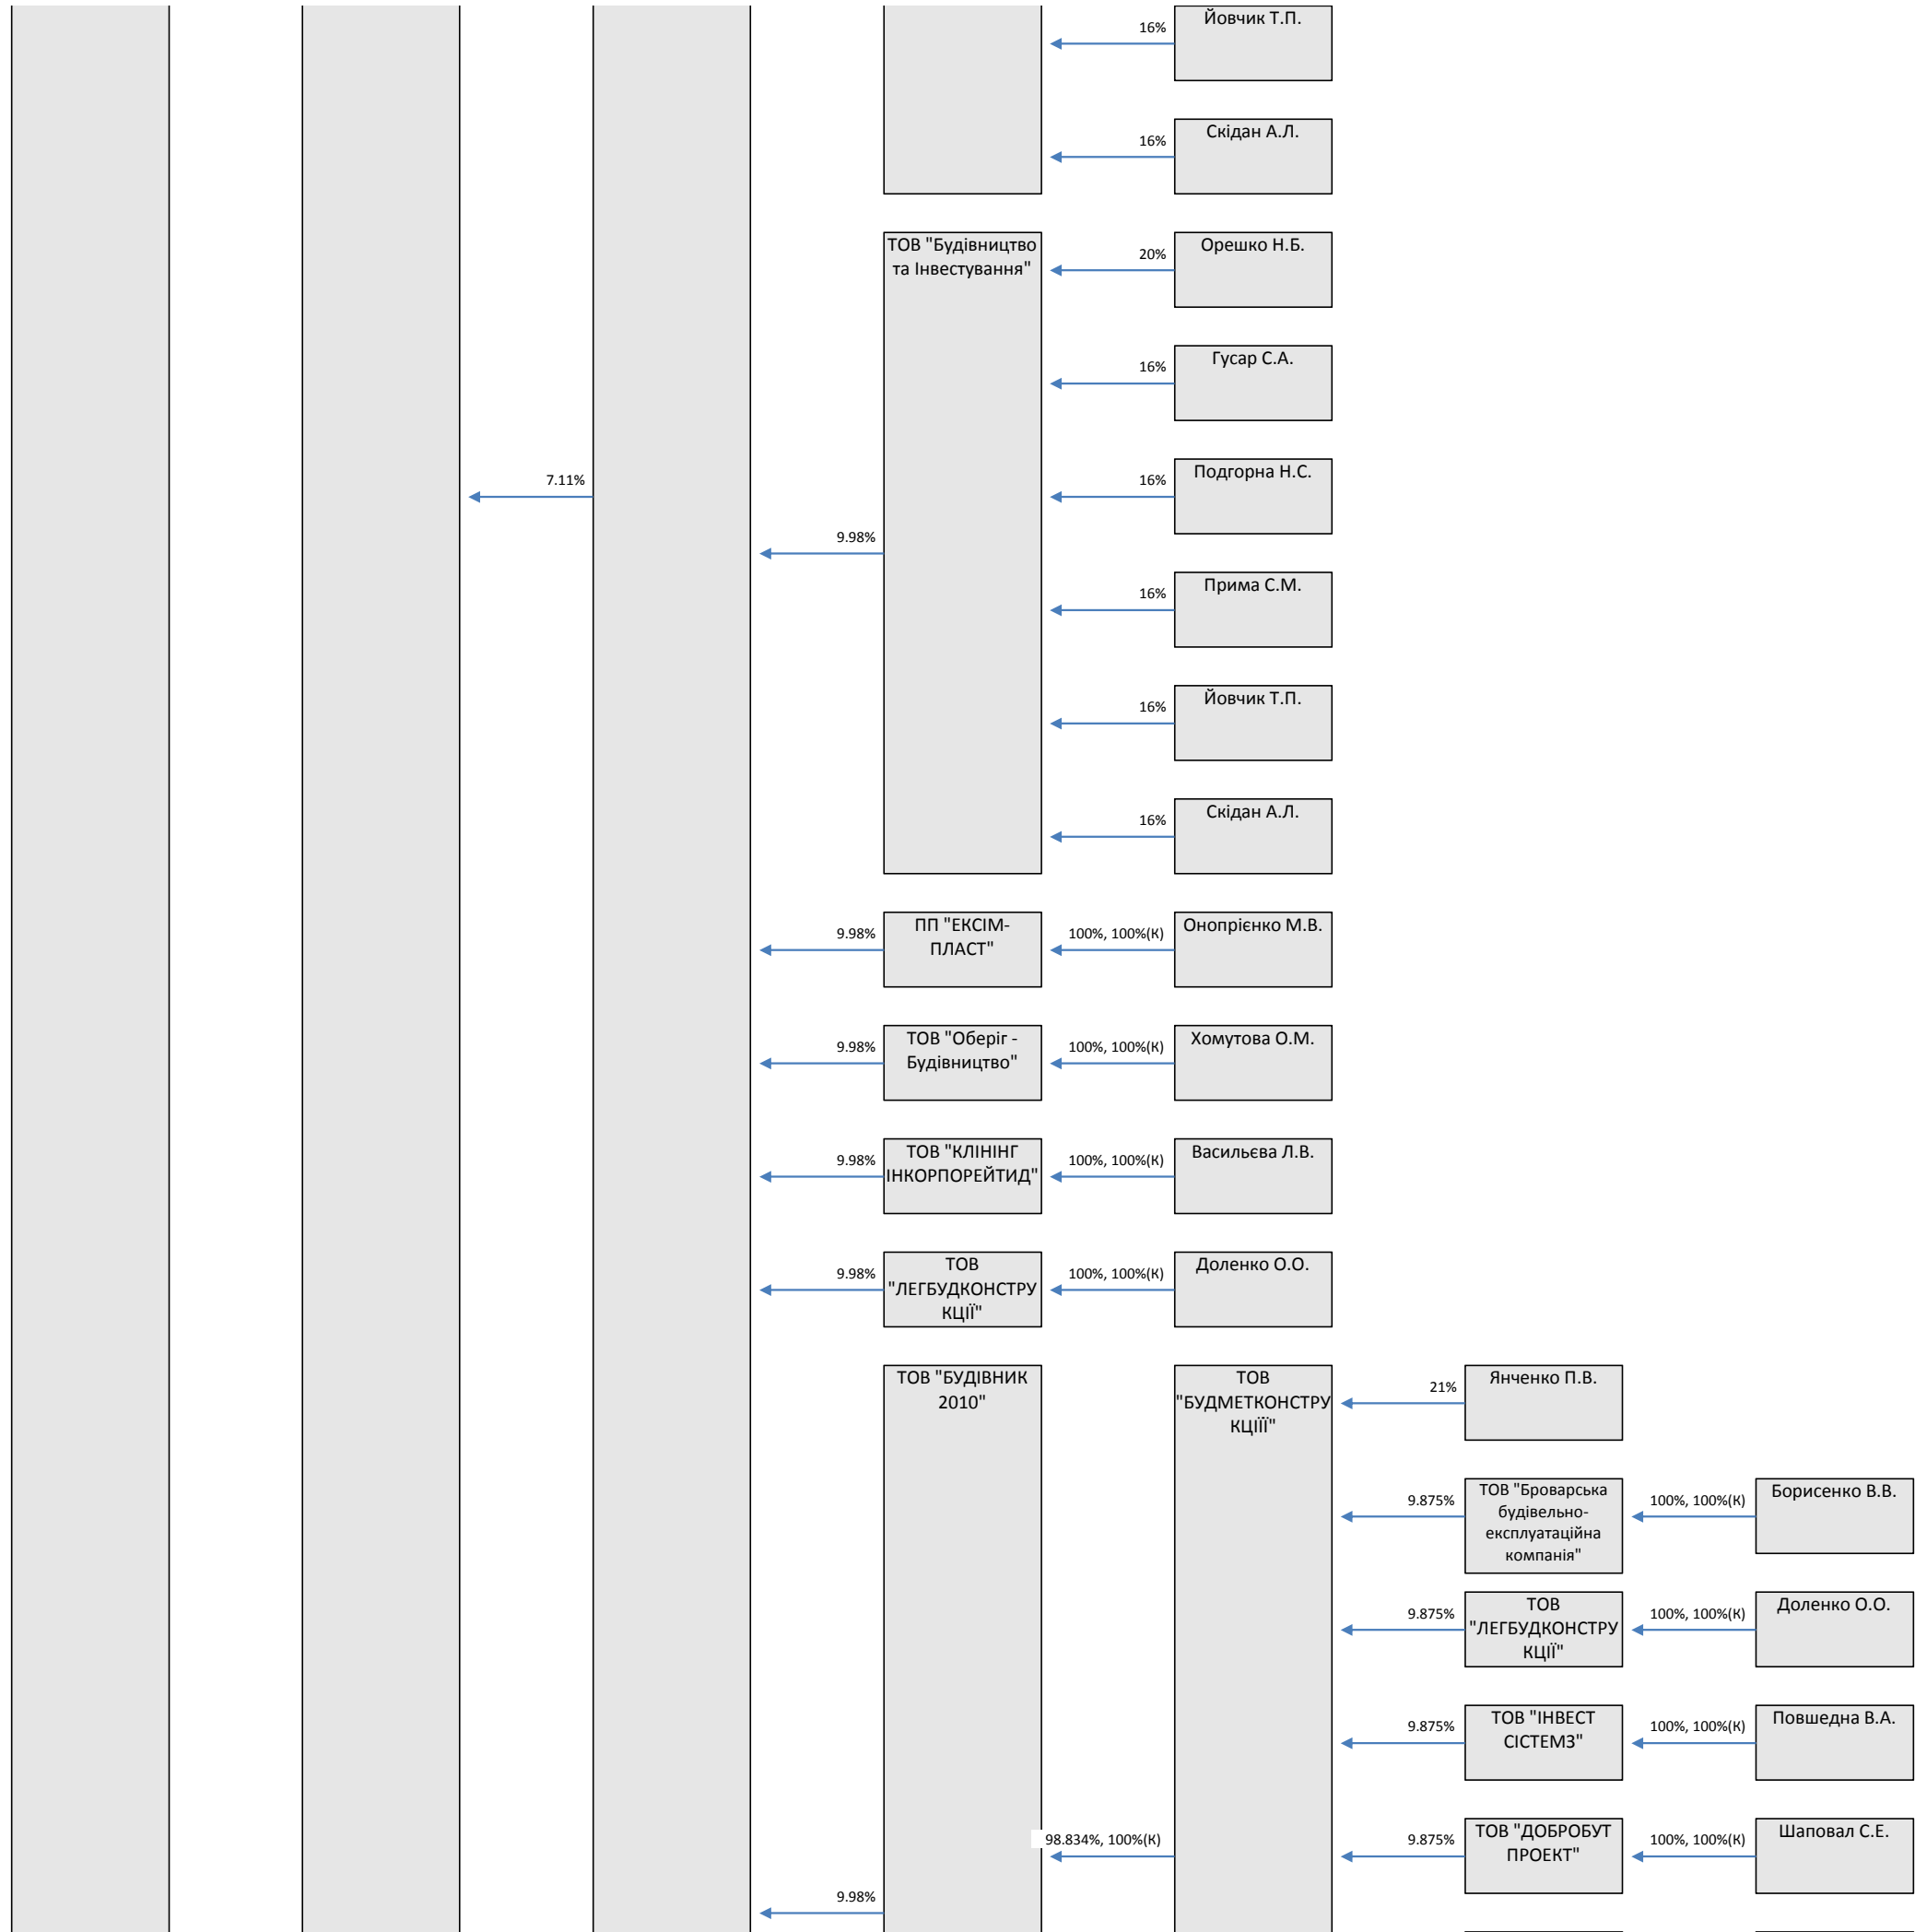 Йовчик Т.П.
16%
Скідан А.Л.
16%
ТОВ "Будівництво
та Інвестування"
Орешко Н.Б.
20%
Гусар С.А.
16%
Подгорна Н.С.
16%
7.11%
9.98%
Прима С.М.
16%
Йовчик Т.П.
16%
Скідан А.Л.
16%
9.98%
ПП "ЕКСІМ-
ПЛАСТ"
100%, 100%(К)
Онопрієнко М.В.
9.98%
ТОВ "Оберіг -
Будівництво"
100%, 100%(К)
Хомутова О.М.
9.98%
ТОВ "КЛІНІНГ
ІНКОРПОРЕЙТИД"
100%, 100%(К)
Васильєва Л.В.
9.98%
ТОВ
"ЛЕГБУДКОНСТРУ
КЦІЇ"
100%, 100%(К)
Доленко О.О.
ТОВ "БУДІВНИК
2010"
ТОВ
"БУДМЕТКОНСТРУ
КЦІЇЇ"
21%
Янченко П.В.
9.875%
ТОВ "Броварська
будівельно-
експлуатаційна
компанія"
100%, 100%(К)
Борисенко В.В.
9.875%
ТОВ
"ЛЕГБУДКОНСТРУ
КЦІЇ"
100%, 100%(К)
Доленко О.О.
9.875%
ТОВ "ІНВЕСТ
СІСТЕМЗ"
100%, 100%(К)
Повшедна В.А.
98.834%, 100%(К)
9.875%
ТОВ "ДОБРОБУТ
ПРОЕКТ"
100%, 100%(К)
Шаповал С.Е.
9.98%